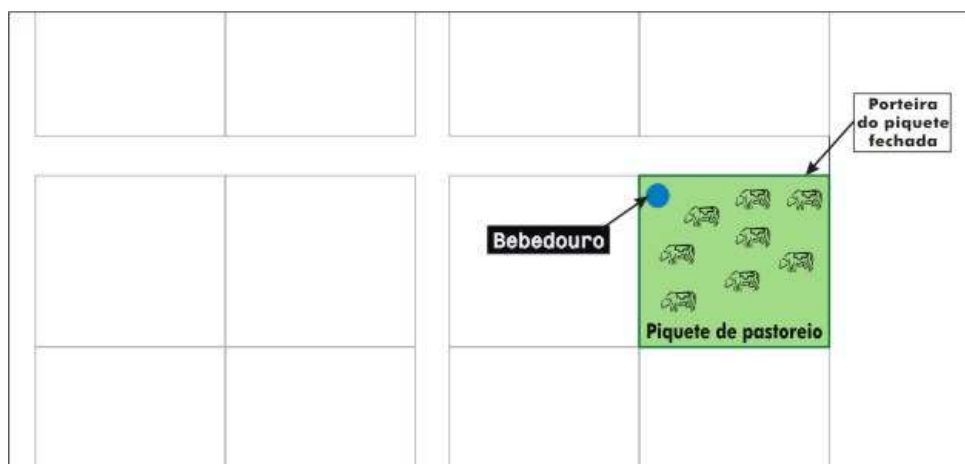 Porteira
do piquete
fechada
Bebedouro
Piquete de pastoreio